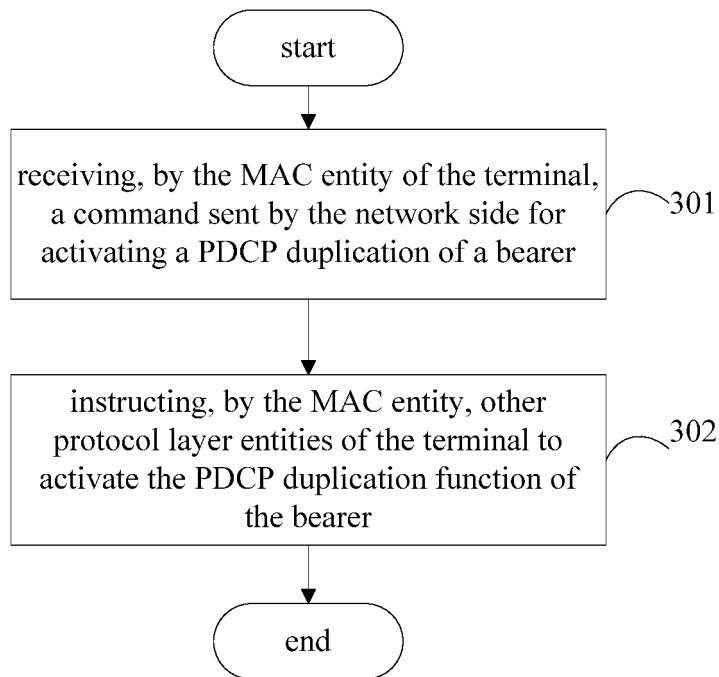 start
receiving, by the MAC entity of the terminal,
a command sent by the network side for
activating a PDCP duplication of a bearer
301
instructing, by the MAC entity, other
protocol layer entities of the terminal to
activate the PDCP duplication function of
the bearer
302
end